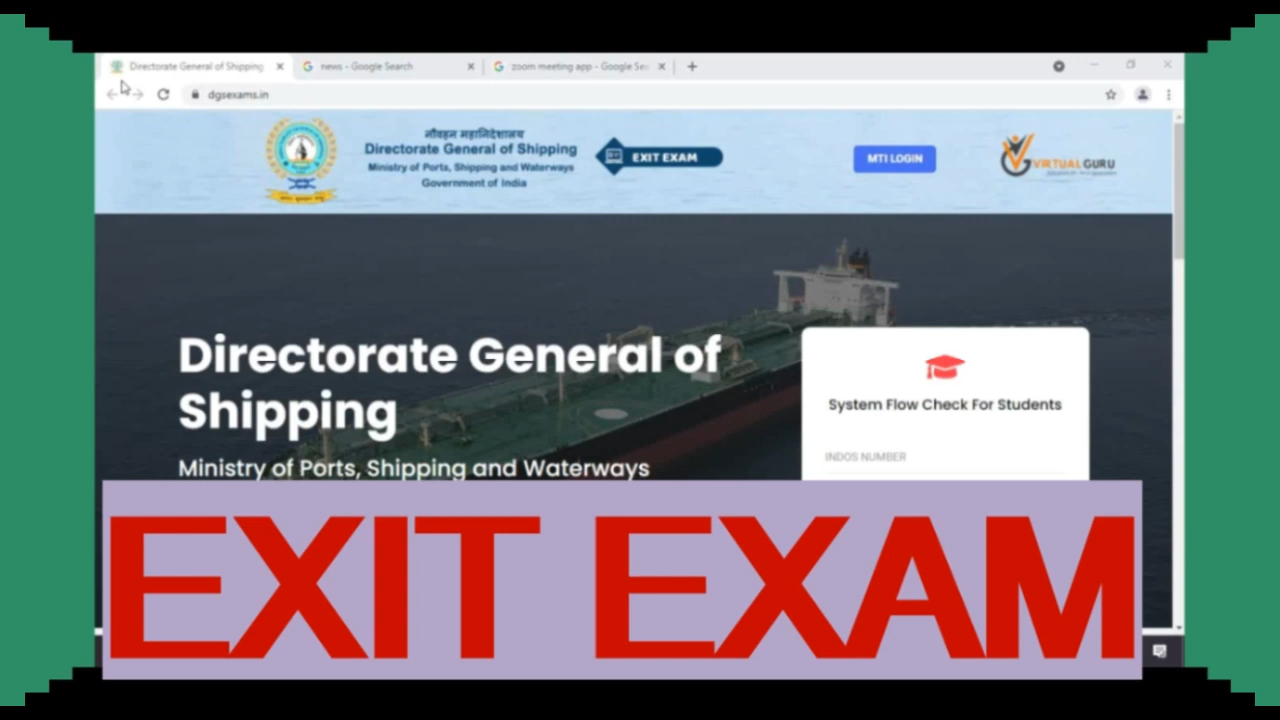 Directorate General of Shipping
news - Google Search
zoom meeting app - Google Se
dgsexams.in
नौवहन महानिदेशालय
Directorate General of Shipping
Ministry of Ports, Shipping and Waterways
Government of India
EXIT EXAM
MTI LOGIN
VIRTUAL GURU
Directorate General of
Shipping
Ministry of Ports, Shipping and Waterways
System Flow Check For Students
INDOS NUMBER
EXIT EXAM